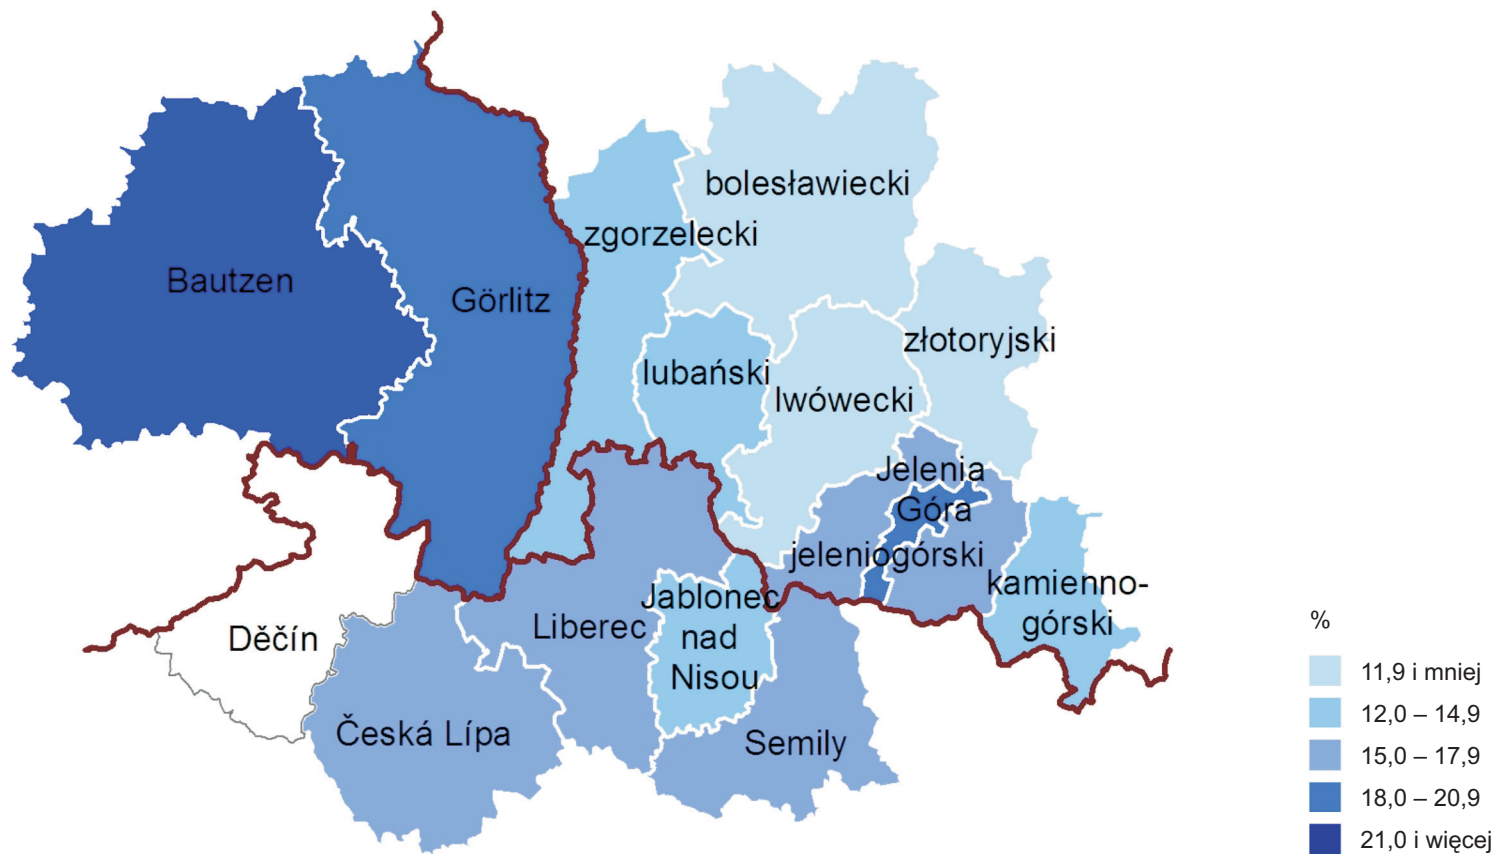 bolesławiecki
zgorzelecki
Bautzen
Görlitz
złotoryjski
lubański
lwówecki
Jelenia
Góra
jeleniogórski
kamienno-
górski
Jablonec
nad
Nisou
Liberec
Děčín
Česká Lípa
Semily
%
11,9 i mniej
12,0 – 14,9
15,0 – 17,9
18,0 – 20,9
21,0 i więcej